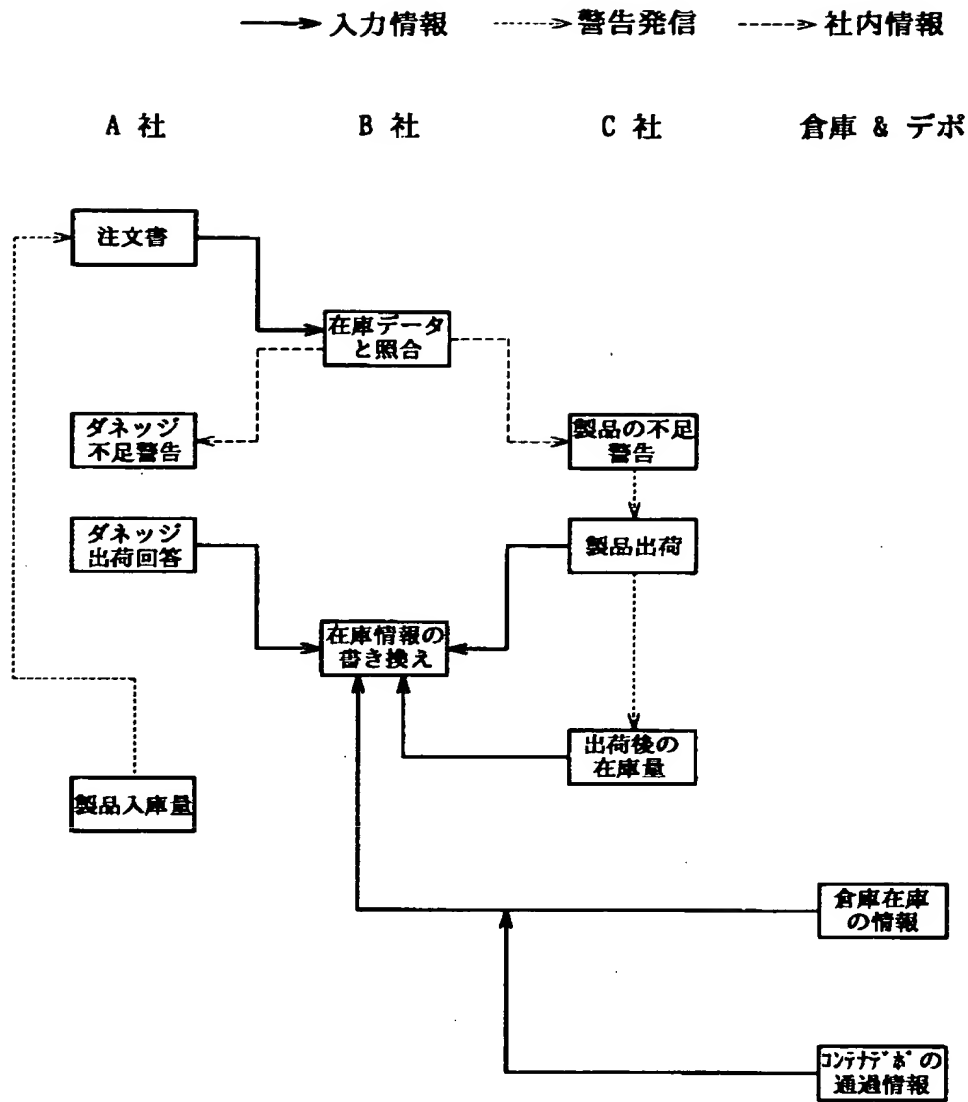 入力情報 警告発信 社内情報
A 社 B 社 C 社 倉庫 & デポ
注文書
在庫データ
と照合
ダネッジ
不足警告
製品の不足
警告
ダネッジ
出荷回答
製品出荷
在庫情報の
書き換え
出荷後の
在庫量
製品入庫量
倉庫在庫
の情報
コンテナデポの
通過情報